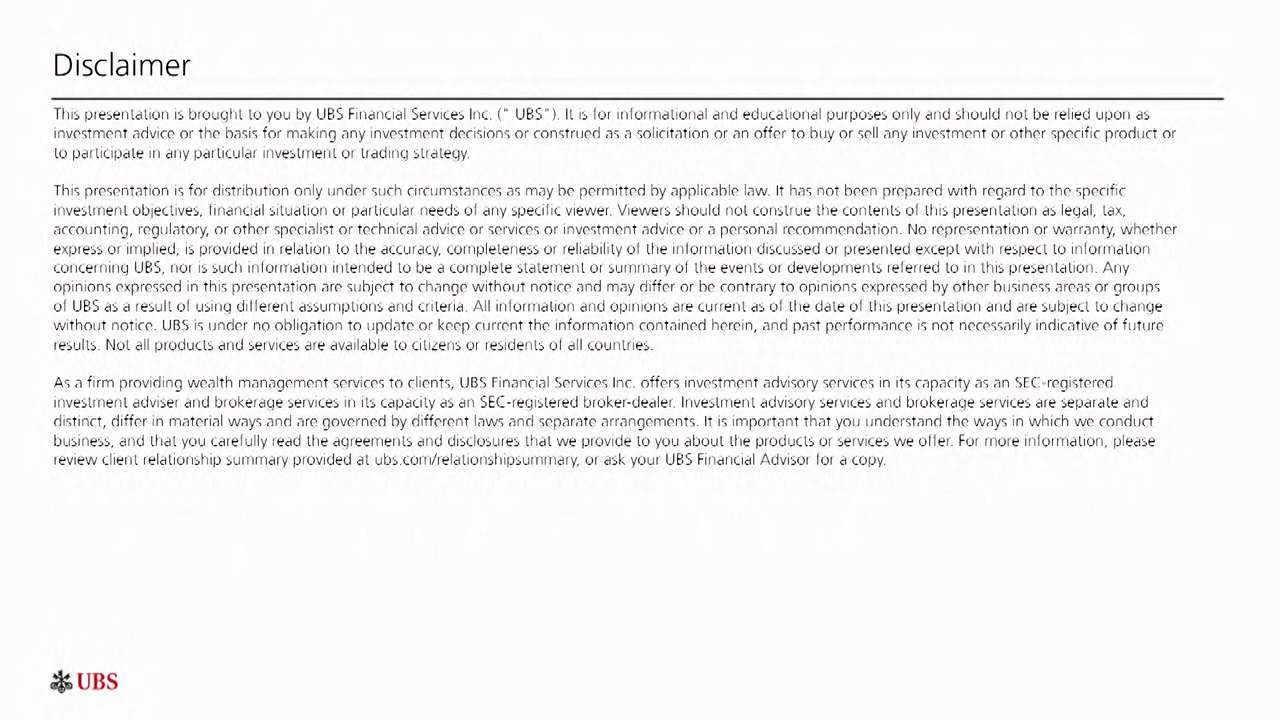 Disclaimer
This presentation is brought to you by UBS Financial Services Inc. (" UBS"). It is for informational and educational purposes only and should not be relied upon as
investment advice or the basis for making any investment decisions or construed as a solicitation or an offer to buy or sell any investment or other specific product or
to participate in any particular investment or trading strategy.
This presentation is for distribution only under such circumstances as may be permitted by applicable law. It has not been prepared with regard to the specific
investment objectives, financial situation or particular needs of any specific viewer. Viewers should not construe the contents of this presentation as legal, tax,
accounting, regulatory, or other specialist or technical advice or services or investment advice or a personal recommendation. No representation or warranty, whether
express or implied, is provided in relation to the accuracy, completeness or reliability of the information discussed or presented except with respect to information
concerning UBS, nor is such information intended to be a complete statement or summary of the events or developments referred to in this presentation. Any
opinions expressed in this presentation are subject to change without notice and may differ or be contrary to opinions expressed by other business areas or groups
of UBS as a result of using different assumptions and criteria. All information and opinions are current as of the date of this presentation and are subject to change
without notice. UBS is under no obligation to update or keep current the information contained herein, and past performance is not necessarily indicative of future
results. Not all products and services are available to citizens or residents of all countries.
As a firm providing wealth management services to clients, UBS Financial Services Inc. offers investment advisory services in its capacity as an SEC-registered
investment adviser and brokerage services in its capacity as an SEC-registered broker-dealer. Investment advisory services and brokerage services are separate and
distinct, differ in material ways and are governed by different laws and separate arrangements. It is important that you understand the ways in which we conduct
business, and that you carefully read the agreements and disclosures that we provide to you about the products or services we offer. For more information, please
review client relationship summary provided at ubs.com/relationshipsummary, or ask your UBS Financial Advisor for a copy.
UBS